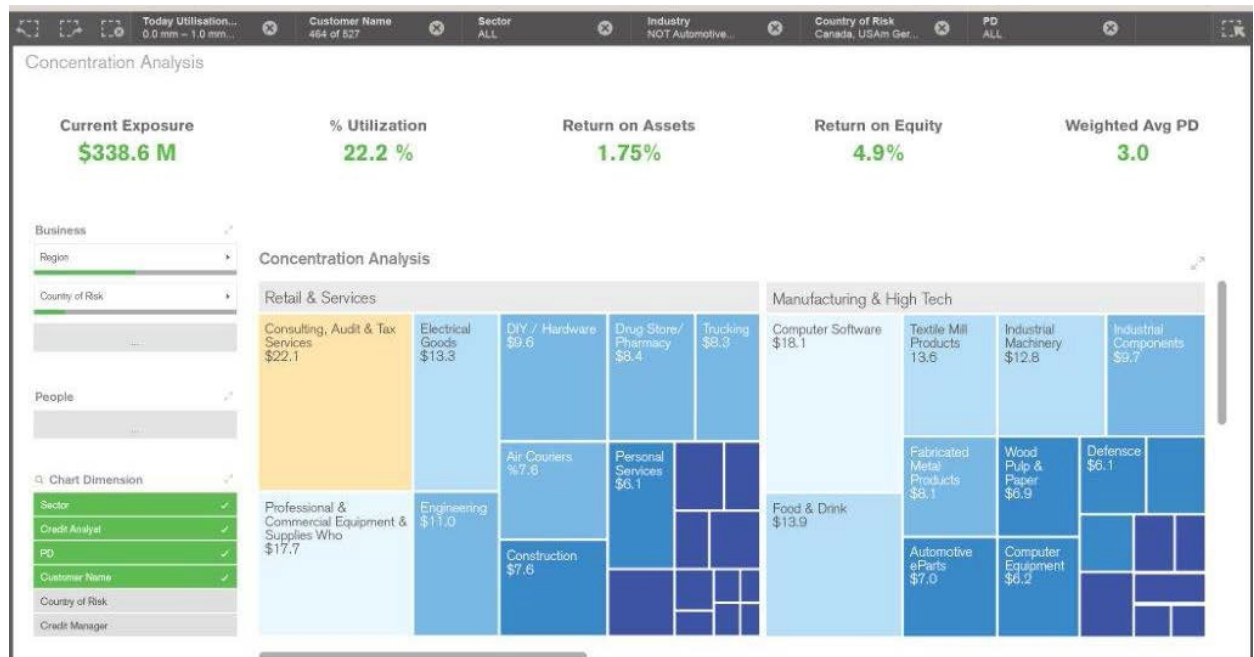 Today Utilisation...
0.0 mm – 1.0 mm...
Customer Name
464 of 527
Sector
ALL
Industry
NOT Automotive...
Country of Risk
Canada, USAm Ger...
PD
ALL
Concentration Analysis
Current Exposure
$338.6 M
% Utilization
22.2 %
Return on Assets
1.75%
Return on Equity
4.9%
Weighted Avg PD
3.0
Business
Region
Country of Risk
....
People
....
Chart Dimension
Sector
Credit Analyat
PD
Customer Name
Country of Risk
Credit Manager
Concentration Analysis
Retail & Services
Consulting, Audit & Tax
Services
$22.1
Electrical
Goods
$13.3
DIY / Hardware
$9.6
Drug Store/
Pharmacy
$8.4
Trucking
$8.3
Air Couriers
%7.6
Personal
Services
$6.1
Professional &
Commercial Equipment &
Supplies Who
$17.7
Engineering
$11.0
Construction
$7.6
Manufacturing & High Tech
Computer Software
$18.1
Textile Mill
Products
13.6
Industrial
Machinery
$12.8
Industrial
Components
$9.7
Fabricated
Metal
Products
$8.1
Wood
Pulp &
Paper
$6.9
Defensce
$6.1
Food & Drink
$13.9
Automotive
eParts
$7.0
Computer
Equipment
$6.2